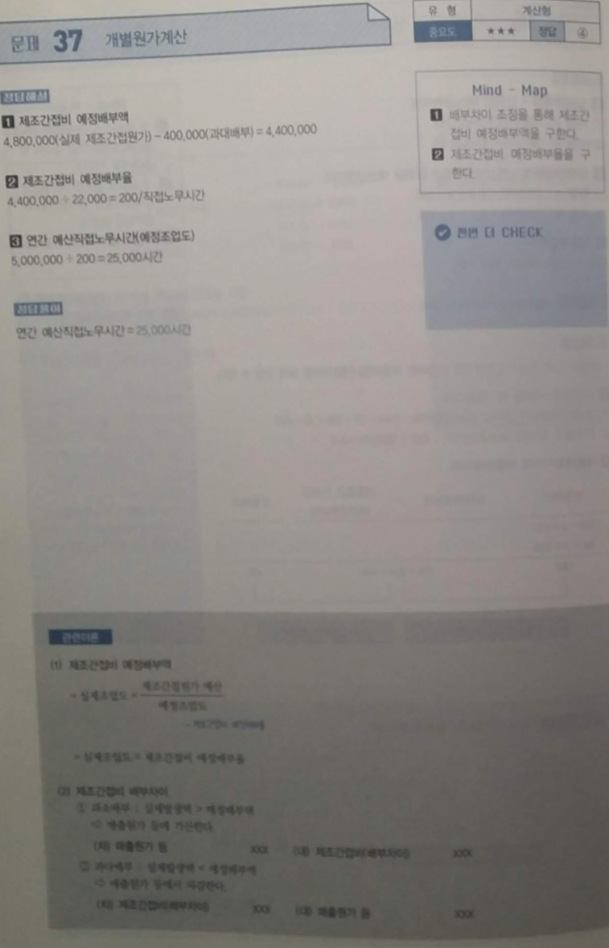 문제 37 개별원가계산
유 형 계산형
중요도 ★★★ 정답 ④
정답해설
1 제조간접비 예정배부액
4,800,000(실제 제조간접원가) - 400,000(과대배부) = 4,400,000
2 제조간접비 예정배부율
4,400,000 ÷ 22,000 = 200/직접노무시간
3 연간 예산직접노무시간(예정조업도)
5,000,000 ÷ 200 = 25,000시간
정답풀이
연간 예산직접노무시간 = 25,000시간
Mind - Map
1 배부차이 조정을 통해 제조간
접비 예정배부액을 구한다.
2 제조간접비 예정배부율을 구
한다.
한번 더 CHECK
관련이론
(1) 제조간접비 예정배부액
= 실제조업도 × 제조간접원가 예산
예정조업도
= 실제조업도 × 제조간접비 예정배부율
(2) 제조간접비 배부차이
① 과소배부 : 실제발생액 > 예정배부액
⇨ 매출원가 등에 가산한다.
(차) 매출원가 등 XXX (대) 제조간접비(배부차이) XXX
② 과다배부 : 실제발생액 < 예정배부액
⇨ 매출원가 등에서 차감한다.
(차) 제조간접비(배부차이) XXX (대) 매출원가 등 XXX